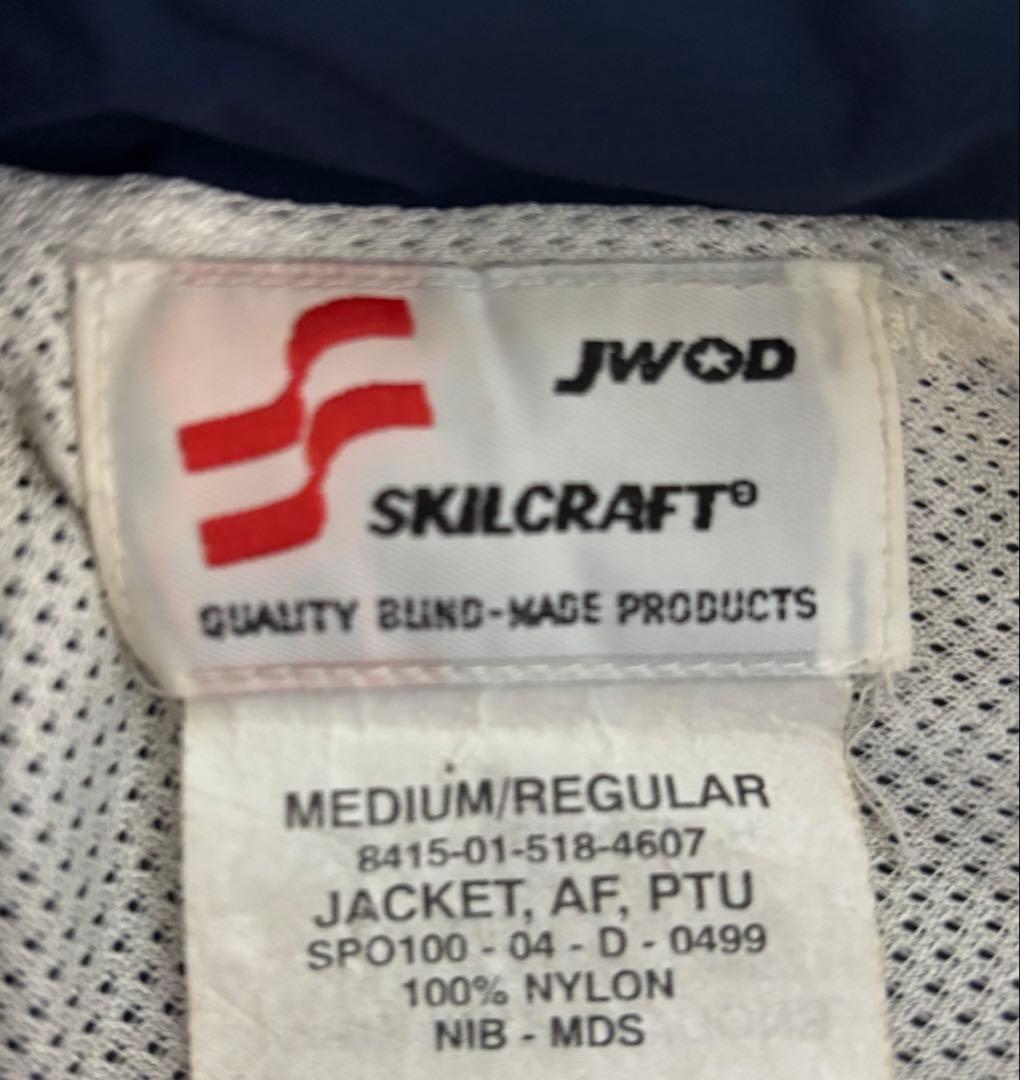 JWOD
SKILCRAFT®
QUALITY BLIND-MADE PRODUCTS
MEDIUM/REGULAR
8415-01-518-4607
JACKET, AF, PTU
SPO100 - 04 - D - 0499
100% NYLON
NIB - MDS